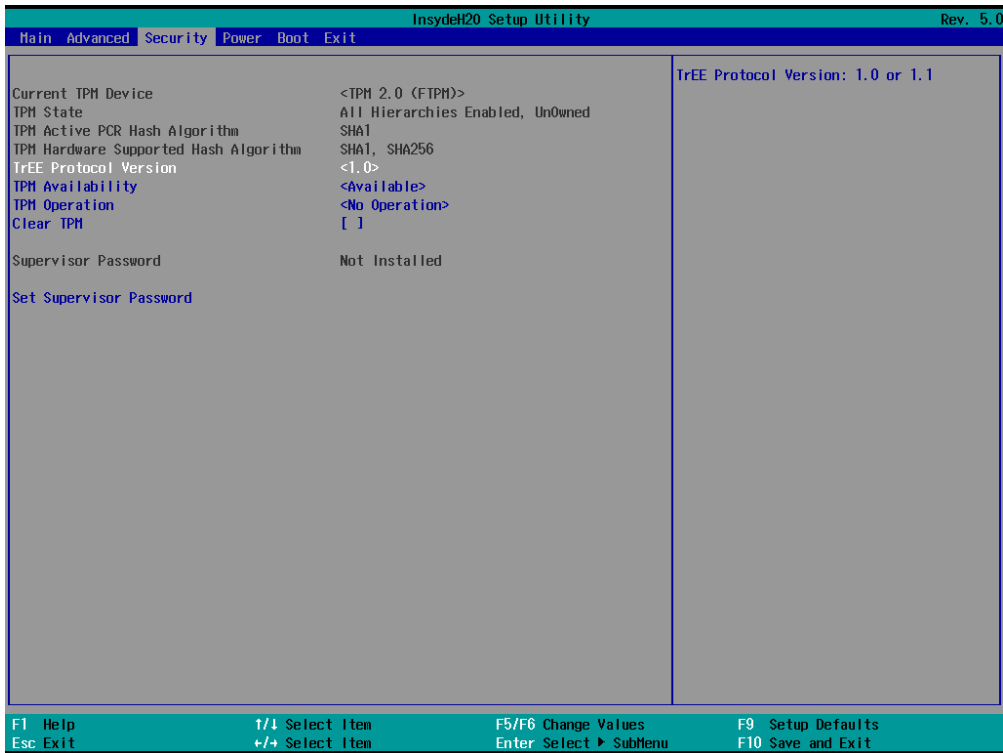 InsydeH20 Setup Utility Rev. 5.0
Main Advanced Security Power Boot Exit
TrEE Protocol Version: 1.0 or 1.1
Current TPM Device <TPM 2.0 (FTPM)>
TPM State All Hierarchies Enabled, UnOwned
TPM Active PCR Hash Algorithm SHA1
TPM Hardware Supported Hash Algorithm SHA1, SHA256
TrEE Protocol Version <1.0>
TPM Availability <Available>
TPM Operation <No Operation>
Clear TPM [ ]
Supervisor Password Not Installed
Set Supervisor Password
F1 Help ↑/↓ Select Item F5/F6 Change Values F9 Setup Defaults
Esc Exit ←/→ Select Item Enter Select ▶ SubMenu F10 Save and Exit